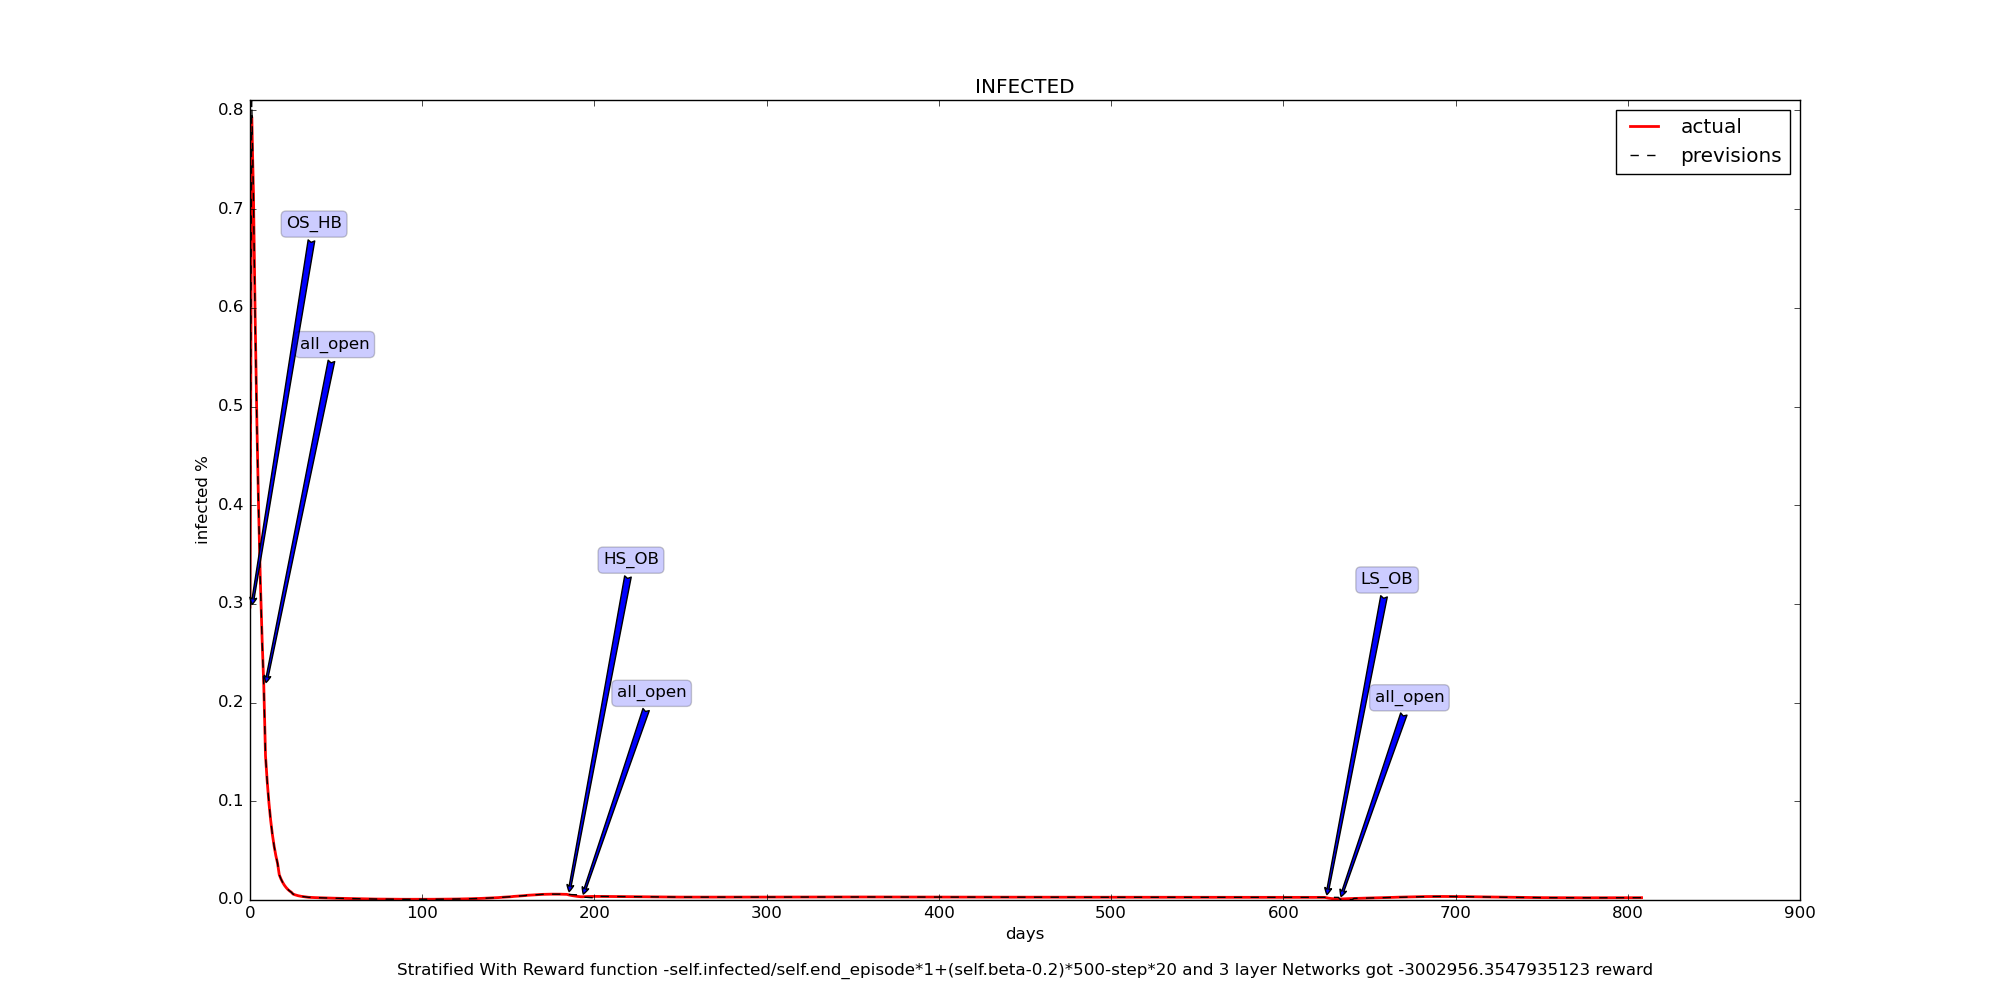 INFECTED
0.8
0.7
0.6
0.5
0.4
0.3
0.2
0.1
0.0
infected %
actual
previsions
OS_HB
all_open
HS_OB
all_open
LS_OB
all_open
0 100 200 300 400 500 600 700 800 900
days
Stratified With Reward function -self.infected/self.end_episode*1+(self.beta-0.2)*500-step*20 and 3 layer Networks got -3002956.3547935123 reward